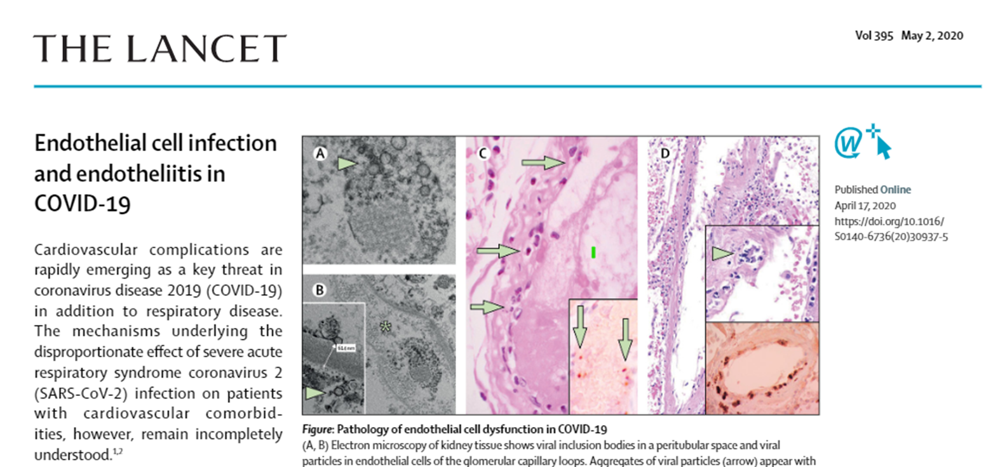 THE LANCET
Vol 395 May 2, 2020
Endothelial cell infection
and endotheliitis in
COVID-19
Cardiovascular complications are
rapidly emerging as a key threat in
coronavirus disease 2019 (COVID-19)
in addition to respiratory disease.
The mechanisms underlying the
disproportionate effect of severe acute
respiratory syndrome coronavirus 2
(SARS-CoV-2) infection on patients
with cardiovascular comorbid-
ities, however, remain incompletely
understood.1,2
A
B
C
D
Figure: Pathology of endothelial cell dysfunction in COVID-19
(A, B) Electron microscopy of kidney tissue shows viral inclusion bodies in a peritubular space and viral
particles in endothelial cells of the glomerular capillary loops. Aggregates of viral particles (arrow) appear with
W
Published Online
April 17, 2020
https://doi.org/10.1016/
S0140-6736(20)30937-5